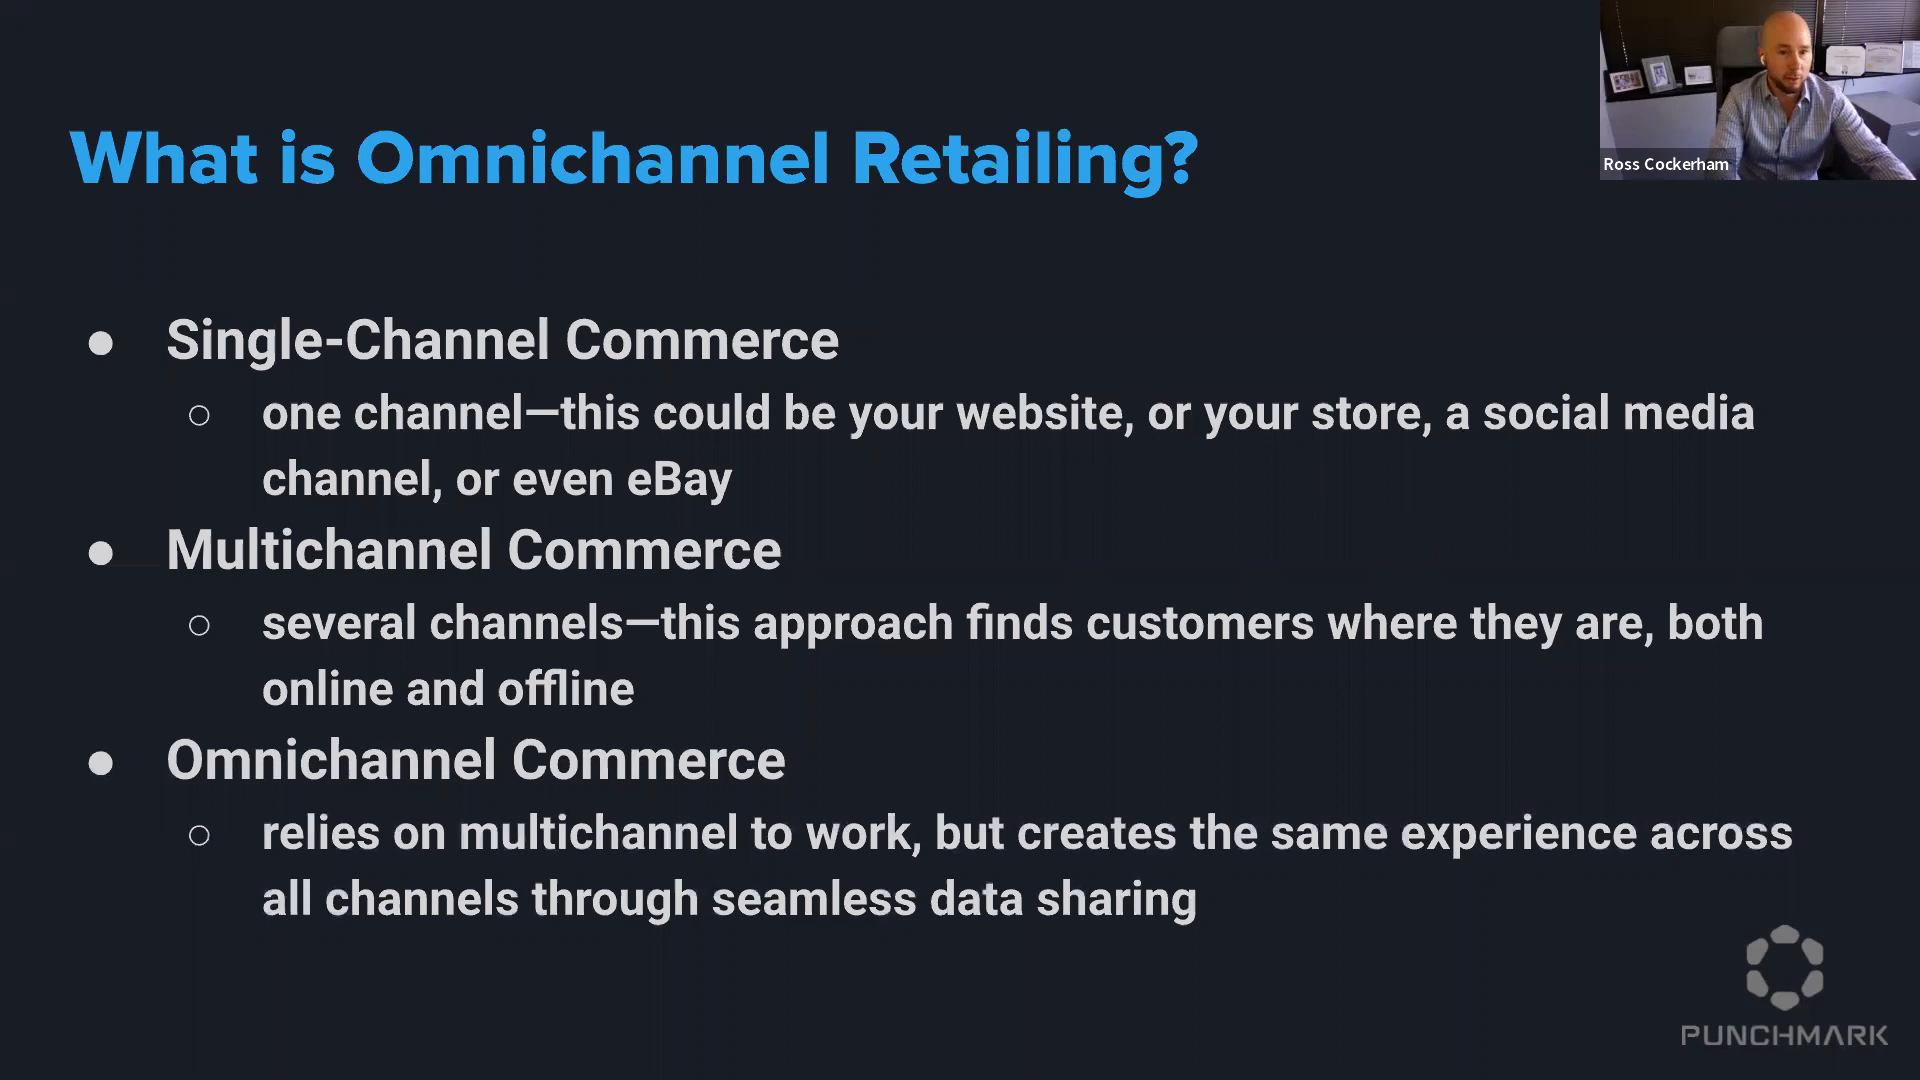 What is Omnichannel Retailing?
Ross Cockerham
● Single-Channel Commerce
○ one channel—this could be your website, or your store, a social media
channel, or even eBay
● Multichannel Commerce
○ several channels—this approach finds customers where they are, both
online and offline
● Omnichannel Commerce
○ relies on multichannel to work, but creates the same experience across
all channels through seamless data sharing
PUNCHMARK